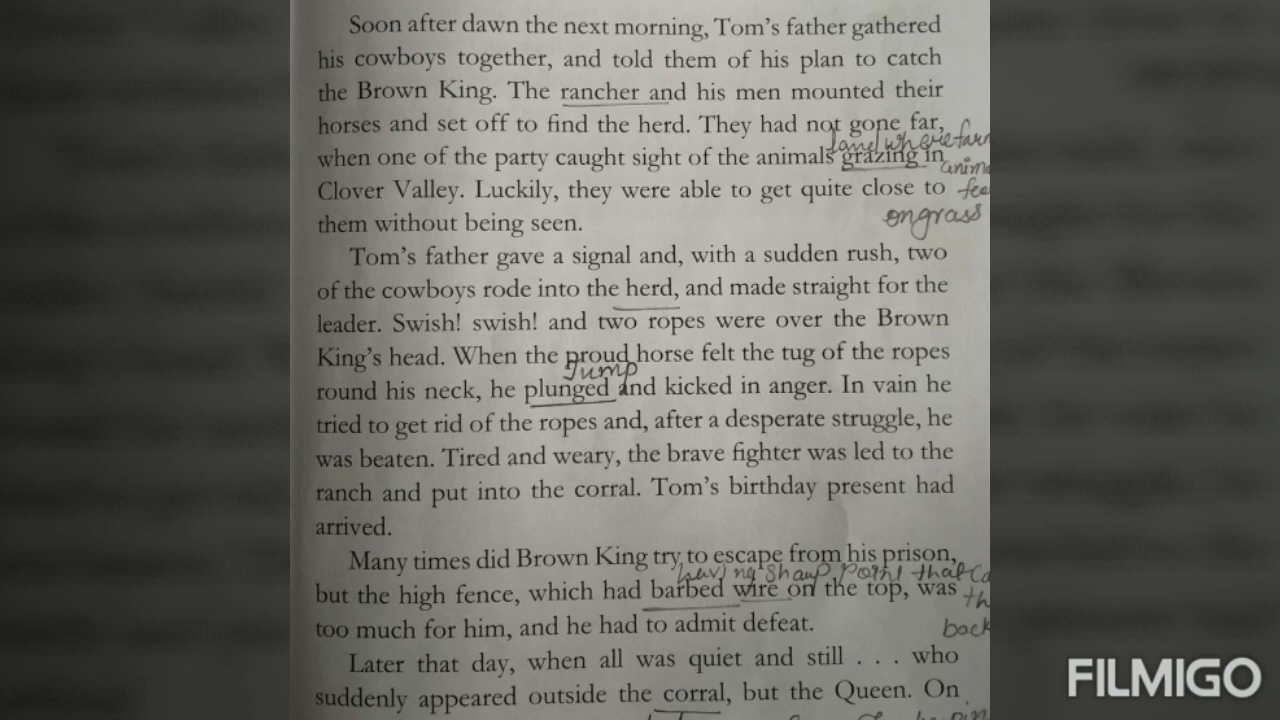 Soon after dawn the next morning, Tom's father gathered
his cowboys together, and told them of his plan to catch
the Brown King. The rancher and his men mounted their
horses and set off to find the herd. They had not gone far,
land where farm
when one of the party caught sight of the animals grazing in
anim
Clover Valley. Luckily, they were able to get quite close to
fee
them without being seen.
on grass
Tom's father gave a signal and, with a sudden rush, two
of the cowboys rode into the herd, and made straight for the
leader. Swish! swish! and two ropes were over the Brown
King's head. When the proud horse felt the tug of the ropes
Jump
round his neck, he plunged and kicked in anger. In vain he
tried to get rid of the ropes and, after a desperate struggle, he
was beaten. Tired and weary, the brave fighter was led to the
ranch and put into the corral. Tom's birthday present had
arrived.
Many times did Brown King try to escape from his prison,
having sharp point that
but the high fence, which had barbed wire on the top, was
th
too much for him, and he had to admit defeat.
back
Later that day, when all was quiet and still . . . who
suddenly appeared outside the corral, but the Queen. On
FILMIGO